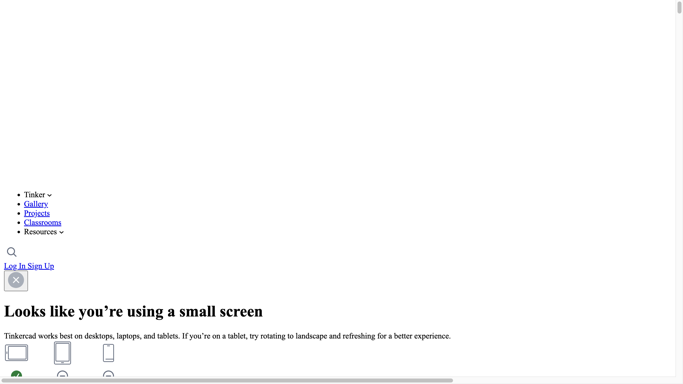 Tinker
Gallery
Projects
Classrooms
Resources
Log In Sign Up
Looks like you’re using a small screen
Tinkercad works best on desktops, laptops, and tablets. If you’re on a tablet, try rotating to landscape and refreshing for a better experience.